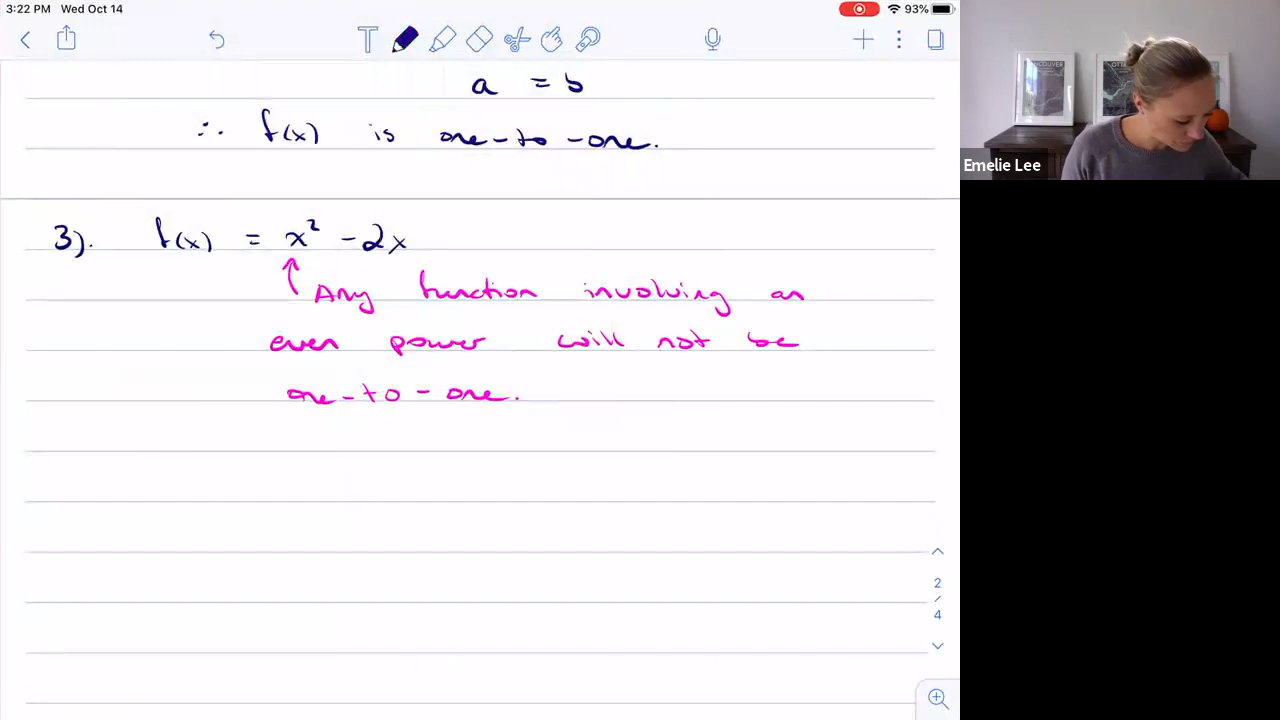 3:22 PM Wed Oct 14
93%
a = b
∴ f(x) is one-to-one.
Emelie Lee
3). f(x) = x² - 2x
Any function involving an
even power will not be
one-to-one.
2
/
4